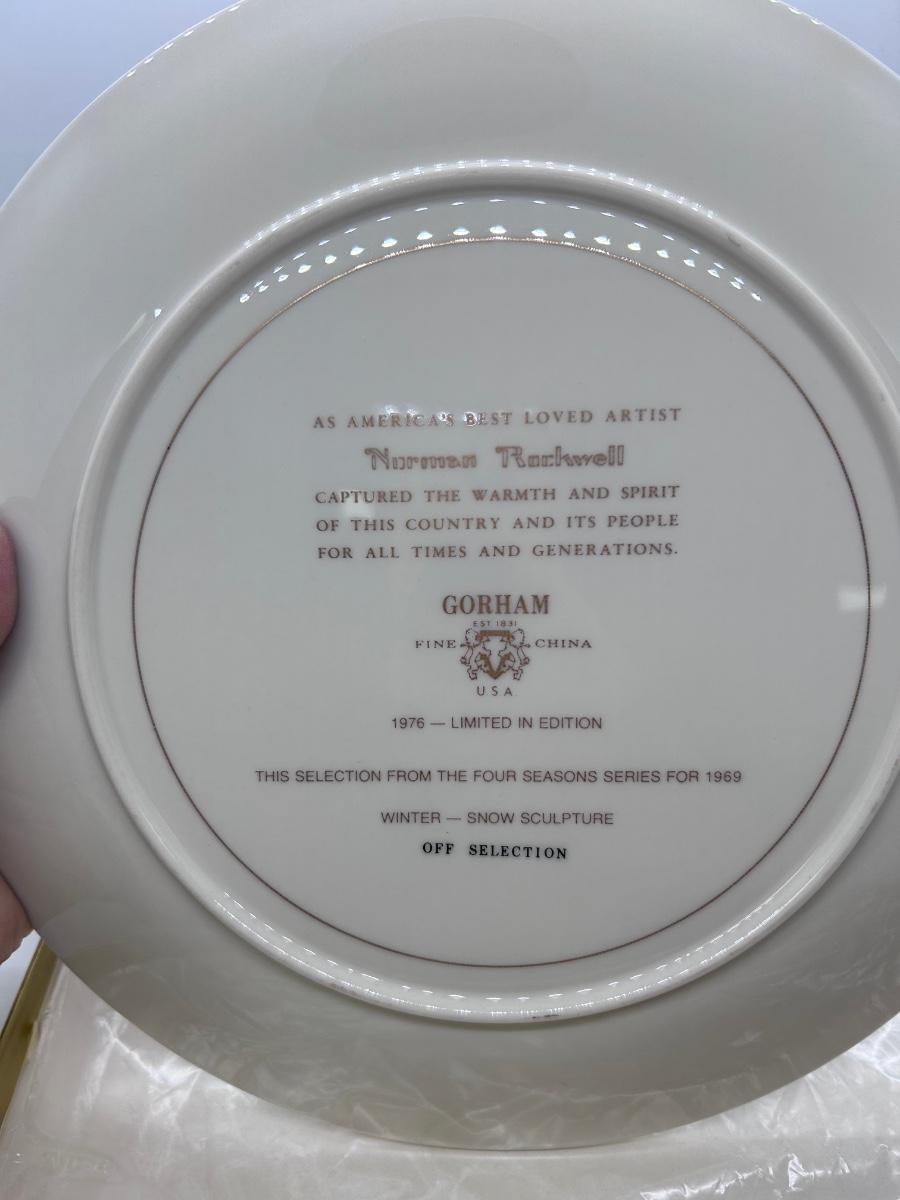 AS AMERICA'S BEST LOVED ARTIST
Norman Rockwell
CAPTURED THE WARMTH AND SPIRIT
OF THIS COUNTRY AND ITS PEOPLE
FOR ALL TIMES AND GENERATIONS.
GORHAM
EST 1831
FINE CHINA
USA
1976 — LIMITED IN EDITION
THIS SELECTION FROM THE FOUR SEASONS SERIES FOR 1969
WINTER — SNOW SCULPTURE
OFF SELECTION